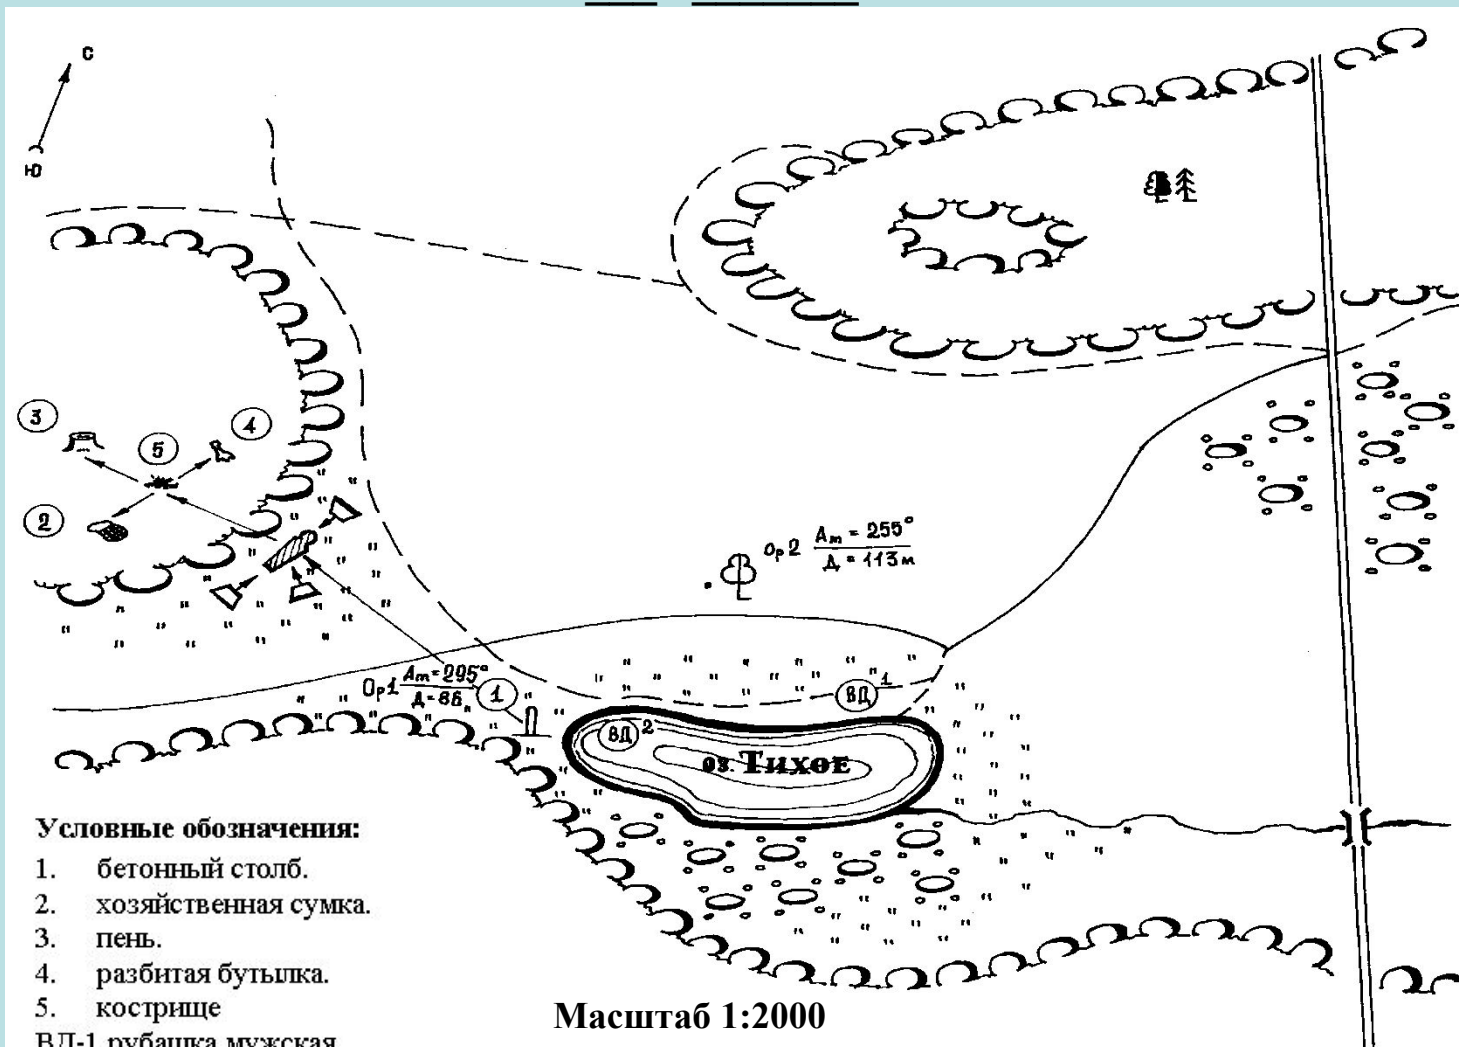 С
Ю
3
4
5
2
Ор2 Ат = 255°
Д = 113м
Ор1 Ат = 295°
Д = 86м
1
ВД 1
ВД 2
оз. Тихое
Условные обозначения:
1. бетонный столб.
2. хозяйственная сумка.
3. пень.
4. разбитая бутылка.
5. кострище
ВД-1 рубашка мужская
Масштаб 1:2000